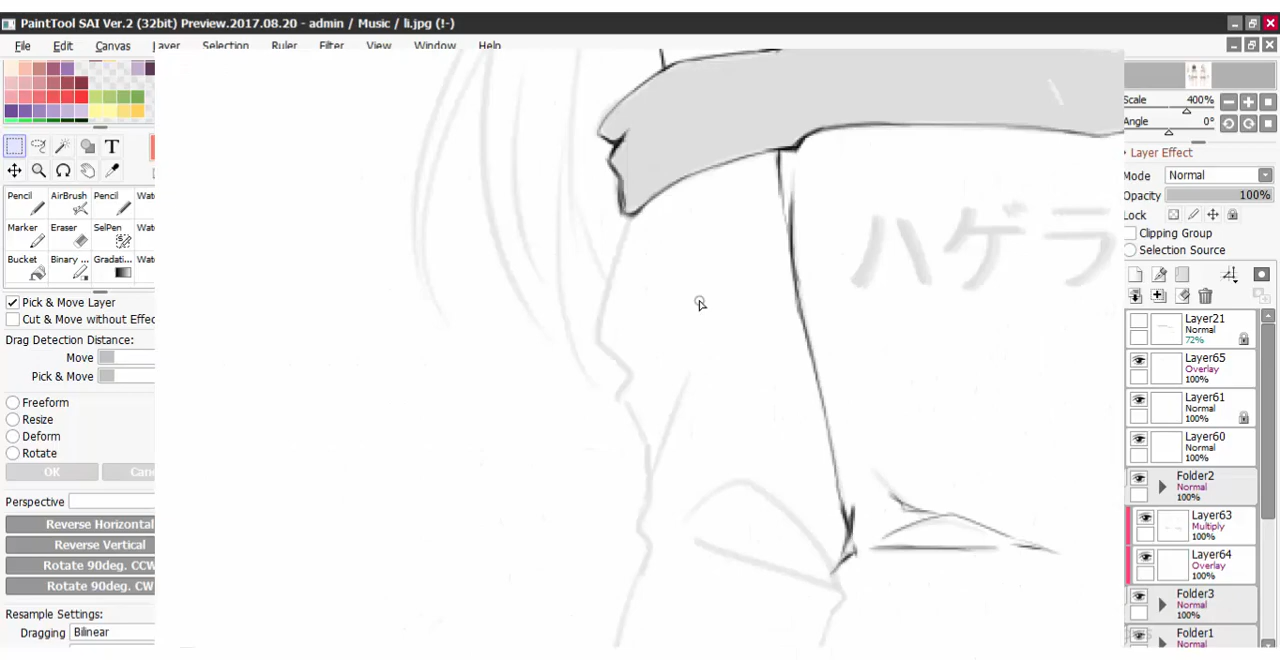 PaintTool SAI Ver.2 (32bit) Preview.2017.08.20 - admin / Music / li.jpg (!-)
File Edit Canvas Layer Selection Ruler Filter View Window Help
Scale 400%
Angle 0°
Layer Effect
Mode Normal
Opacity 100%
Lock
Clipping Group
Selection Source
T
Pencil AirBrush Pencil Wat
Marker Eraser SelPen Wat
Bucket Binary ... Gradati... Wat
Pick & Move Layer
Cut & Move without Effec
Drag Detection Distance:
Move
Pick & Move
Freeform
Resize
Deform
Rotate
OK Canc
Perspective
Reverse Horizontal
Reverse Vertical
Rotate 90deg. CCW
Rotate 90deg. CW
Resample Settings:
Dragging Bilinear
ハゲラ
Layer21
Normal
72%
Layer65
Overlay
100%
Layer61
Normal
100%
Layer60
Normal
100%
Folder2
Normal
100%
Layer63
Multiply
100%
Layer64
Overlay
100%
Folder3
Normal
100%
Folder1
Normal